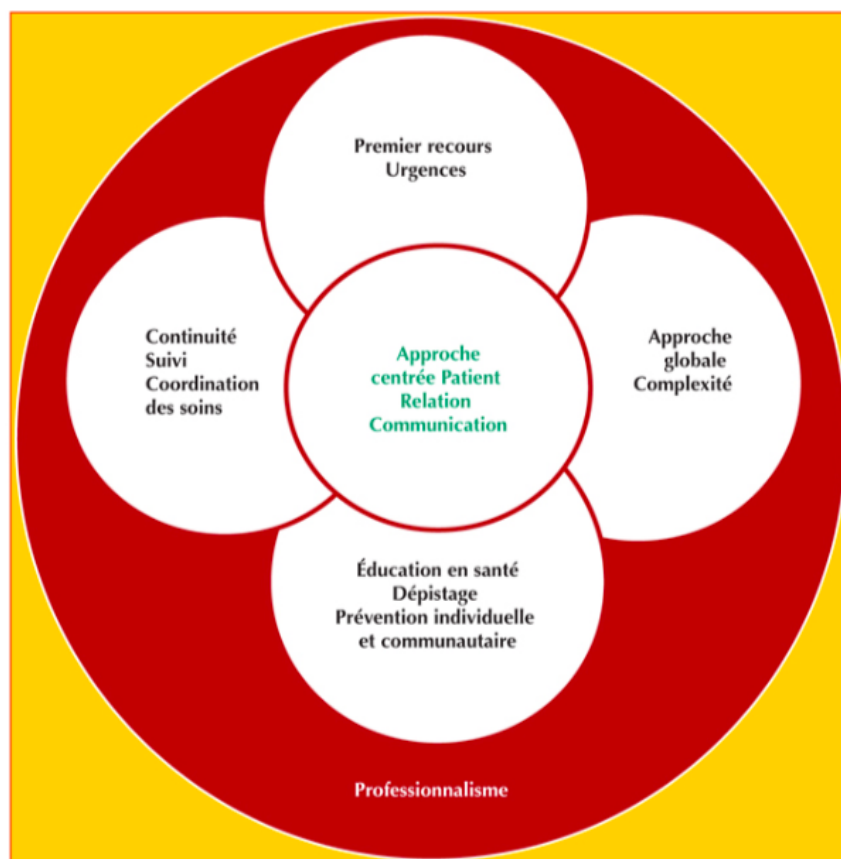 Premier recours
Urgences
Continuité
Suivi
Coordination
des soins
Approche
centrée Patient
Relation
Communication
Approche
globale
Complexité
Éducation en santé
Dépistage
Prévention individuelle
et communautaire
Professionnalisme